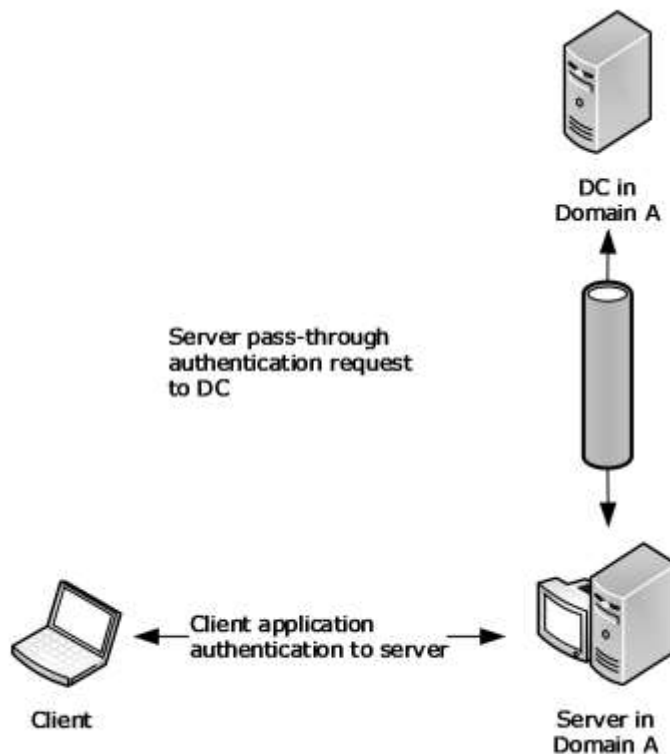 DC in
Domain A
Server pass-through
authentication request
to DC
Client application
authentication to server
Client
Server in
Domain A